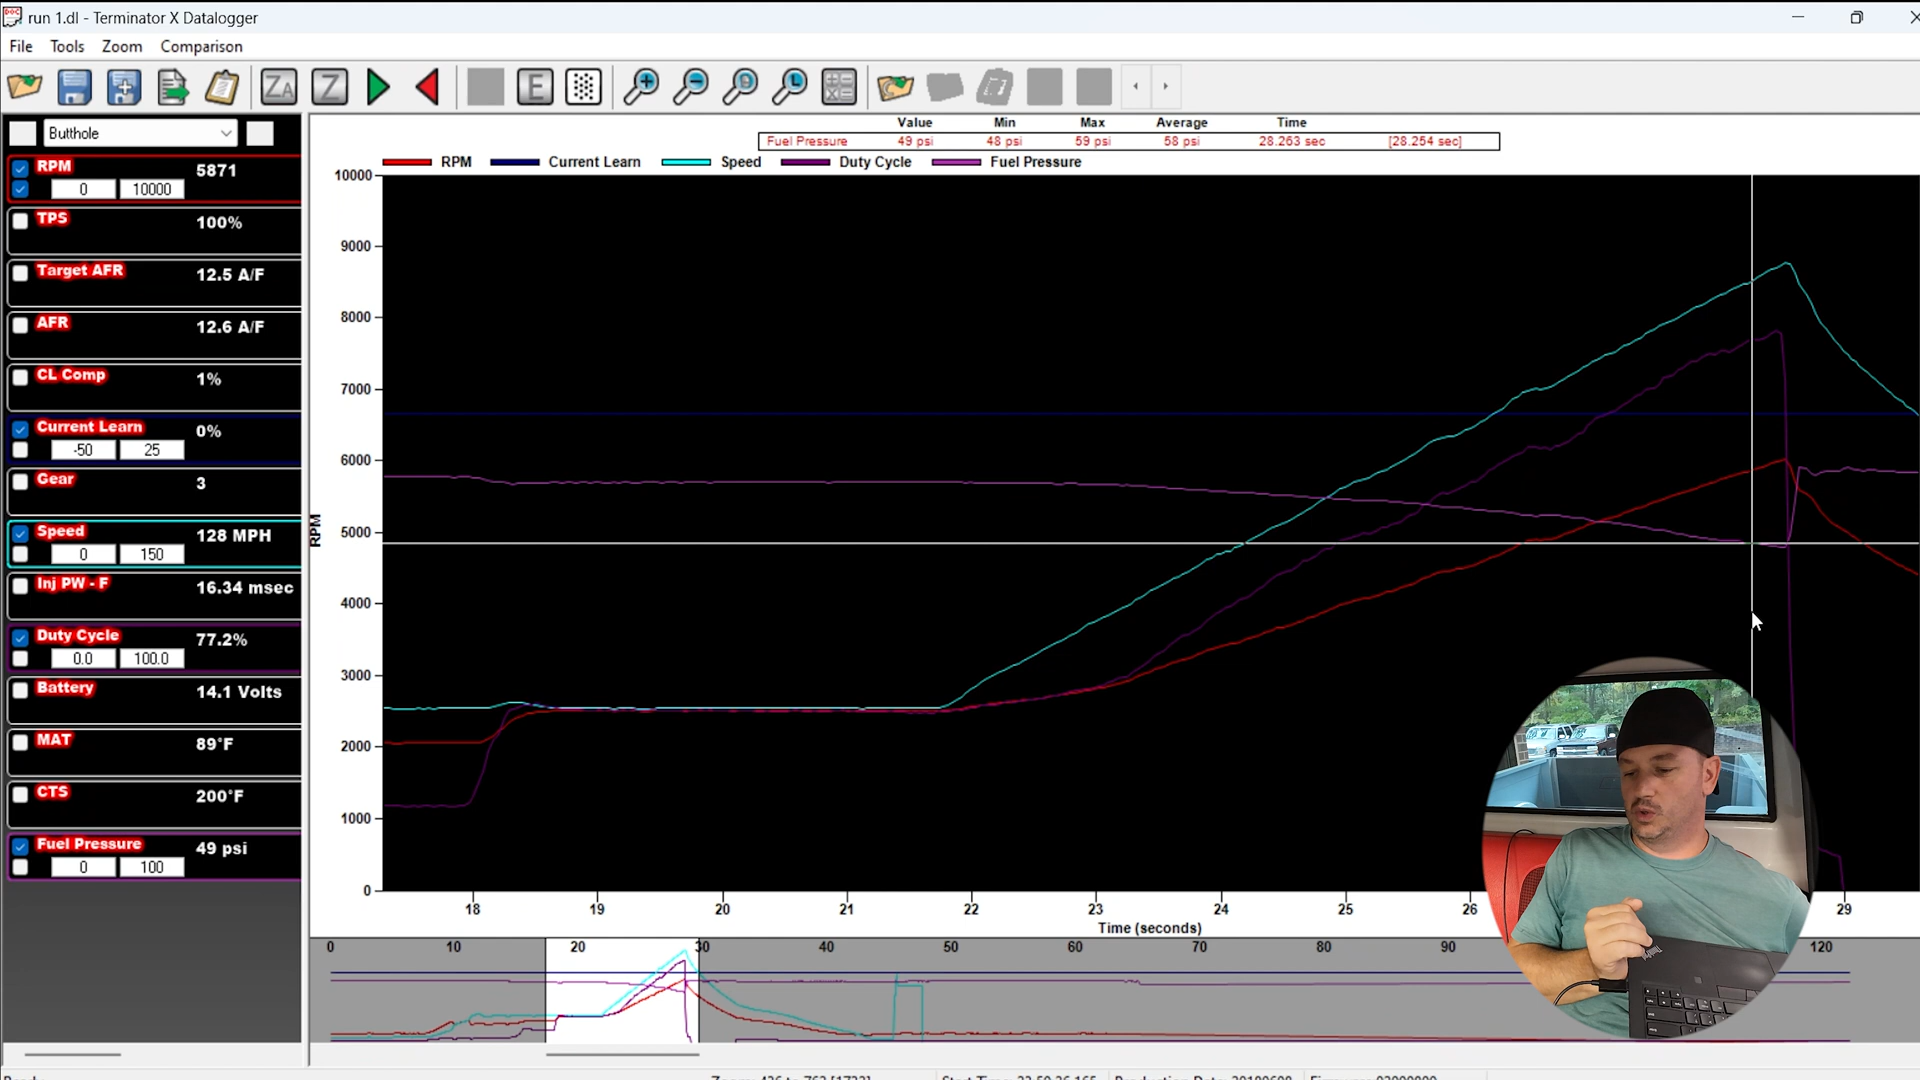 run 1.dl - Terminator X Datalogger
File Tools Zoom Comparison
ZA Z E
Butthole
Value Min Max Average Time
Fuel Pressure 49 psi 48 psi 59 psi 58 psi 28.263 sec [28.254 sec]
RPM Current Learn Speed Duty Cycle Fuel Pressure
RPM 5871
0 10000
TPS 100%
Target AFR 12.5 A/F
AFR 12.6 A/F
CL Comp 1%
Current Learn 0%
-50 25
Gear 3
Speed 128 MPH
0 150
Inj PW - F 16.34 msec
Duty Cycle 77.2%
0.0 100.0
Battery 14.1 Volts
MAT 89°F
CTS 200°F
Fuel Pressure 49 psi
0 100
10000
9000
8000
7000
6000
5000
4000
3000
2000
1000
0
RPM
18 19 20 21 22 23 24 25 26 29
Time (seconds)
0 10 20 30 40 50 60 70 80 90 120